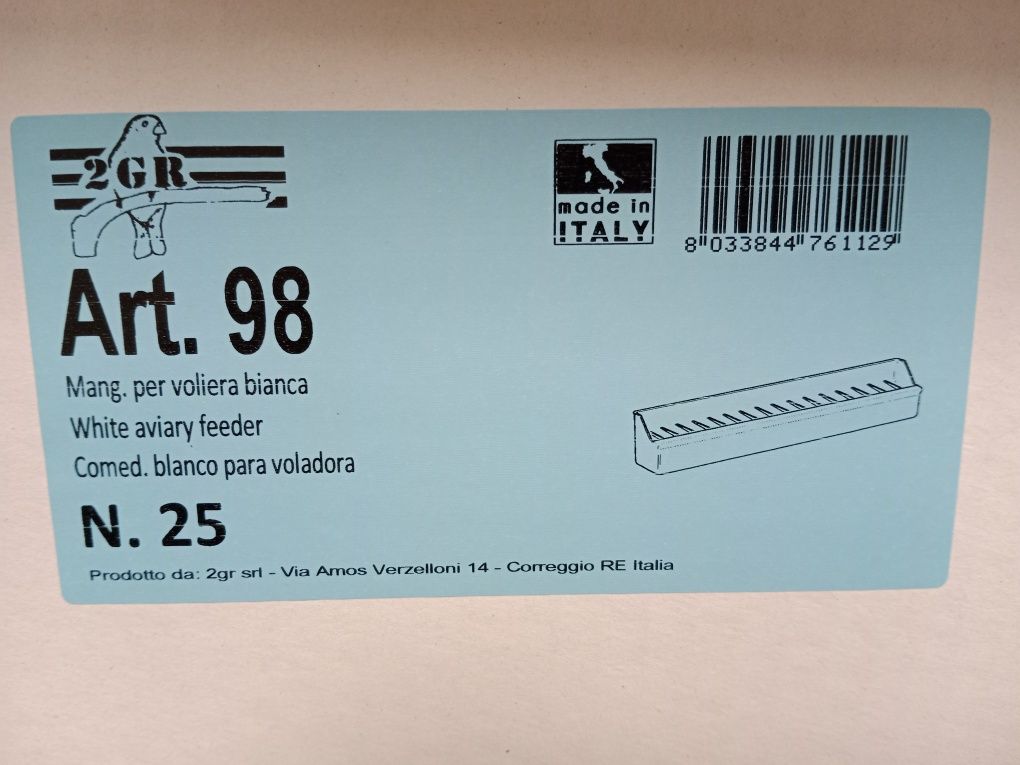 2GR
made in
ITALY
8 033844 761129
Art. 98
Mang. per voliera bianca
White aviary feeder
Comed. blanco para voladora
N. 25
Prodotto da: 2gr srl - Via Amos Verzelloni 14 - Correggio RE Italia